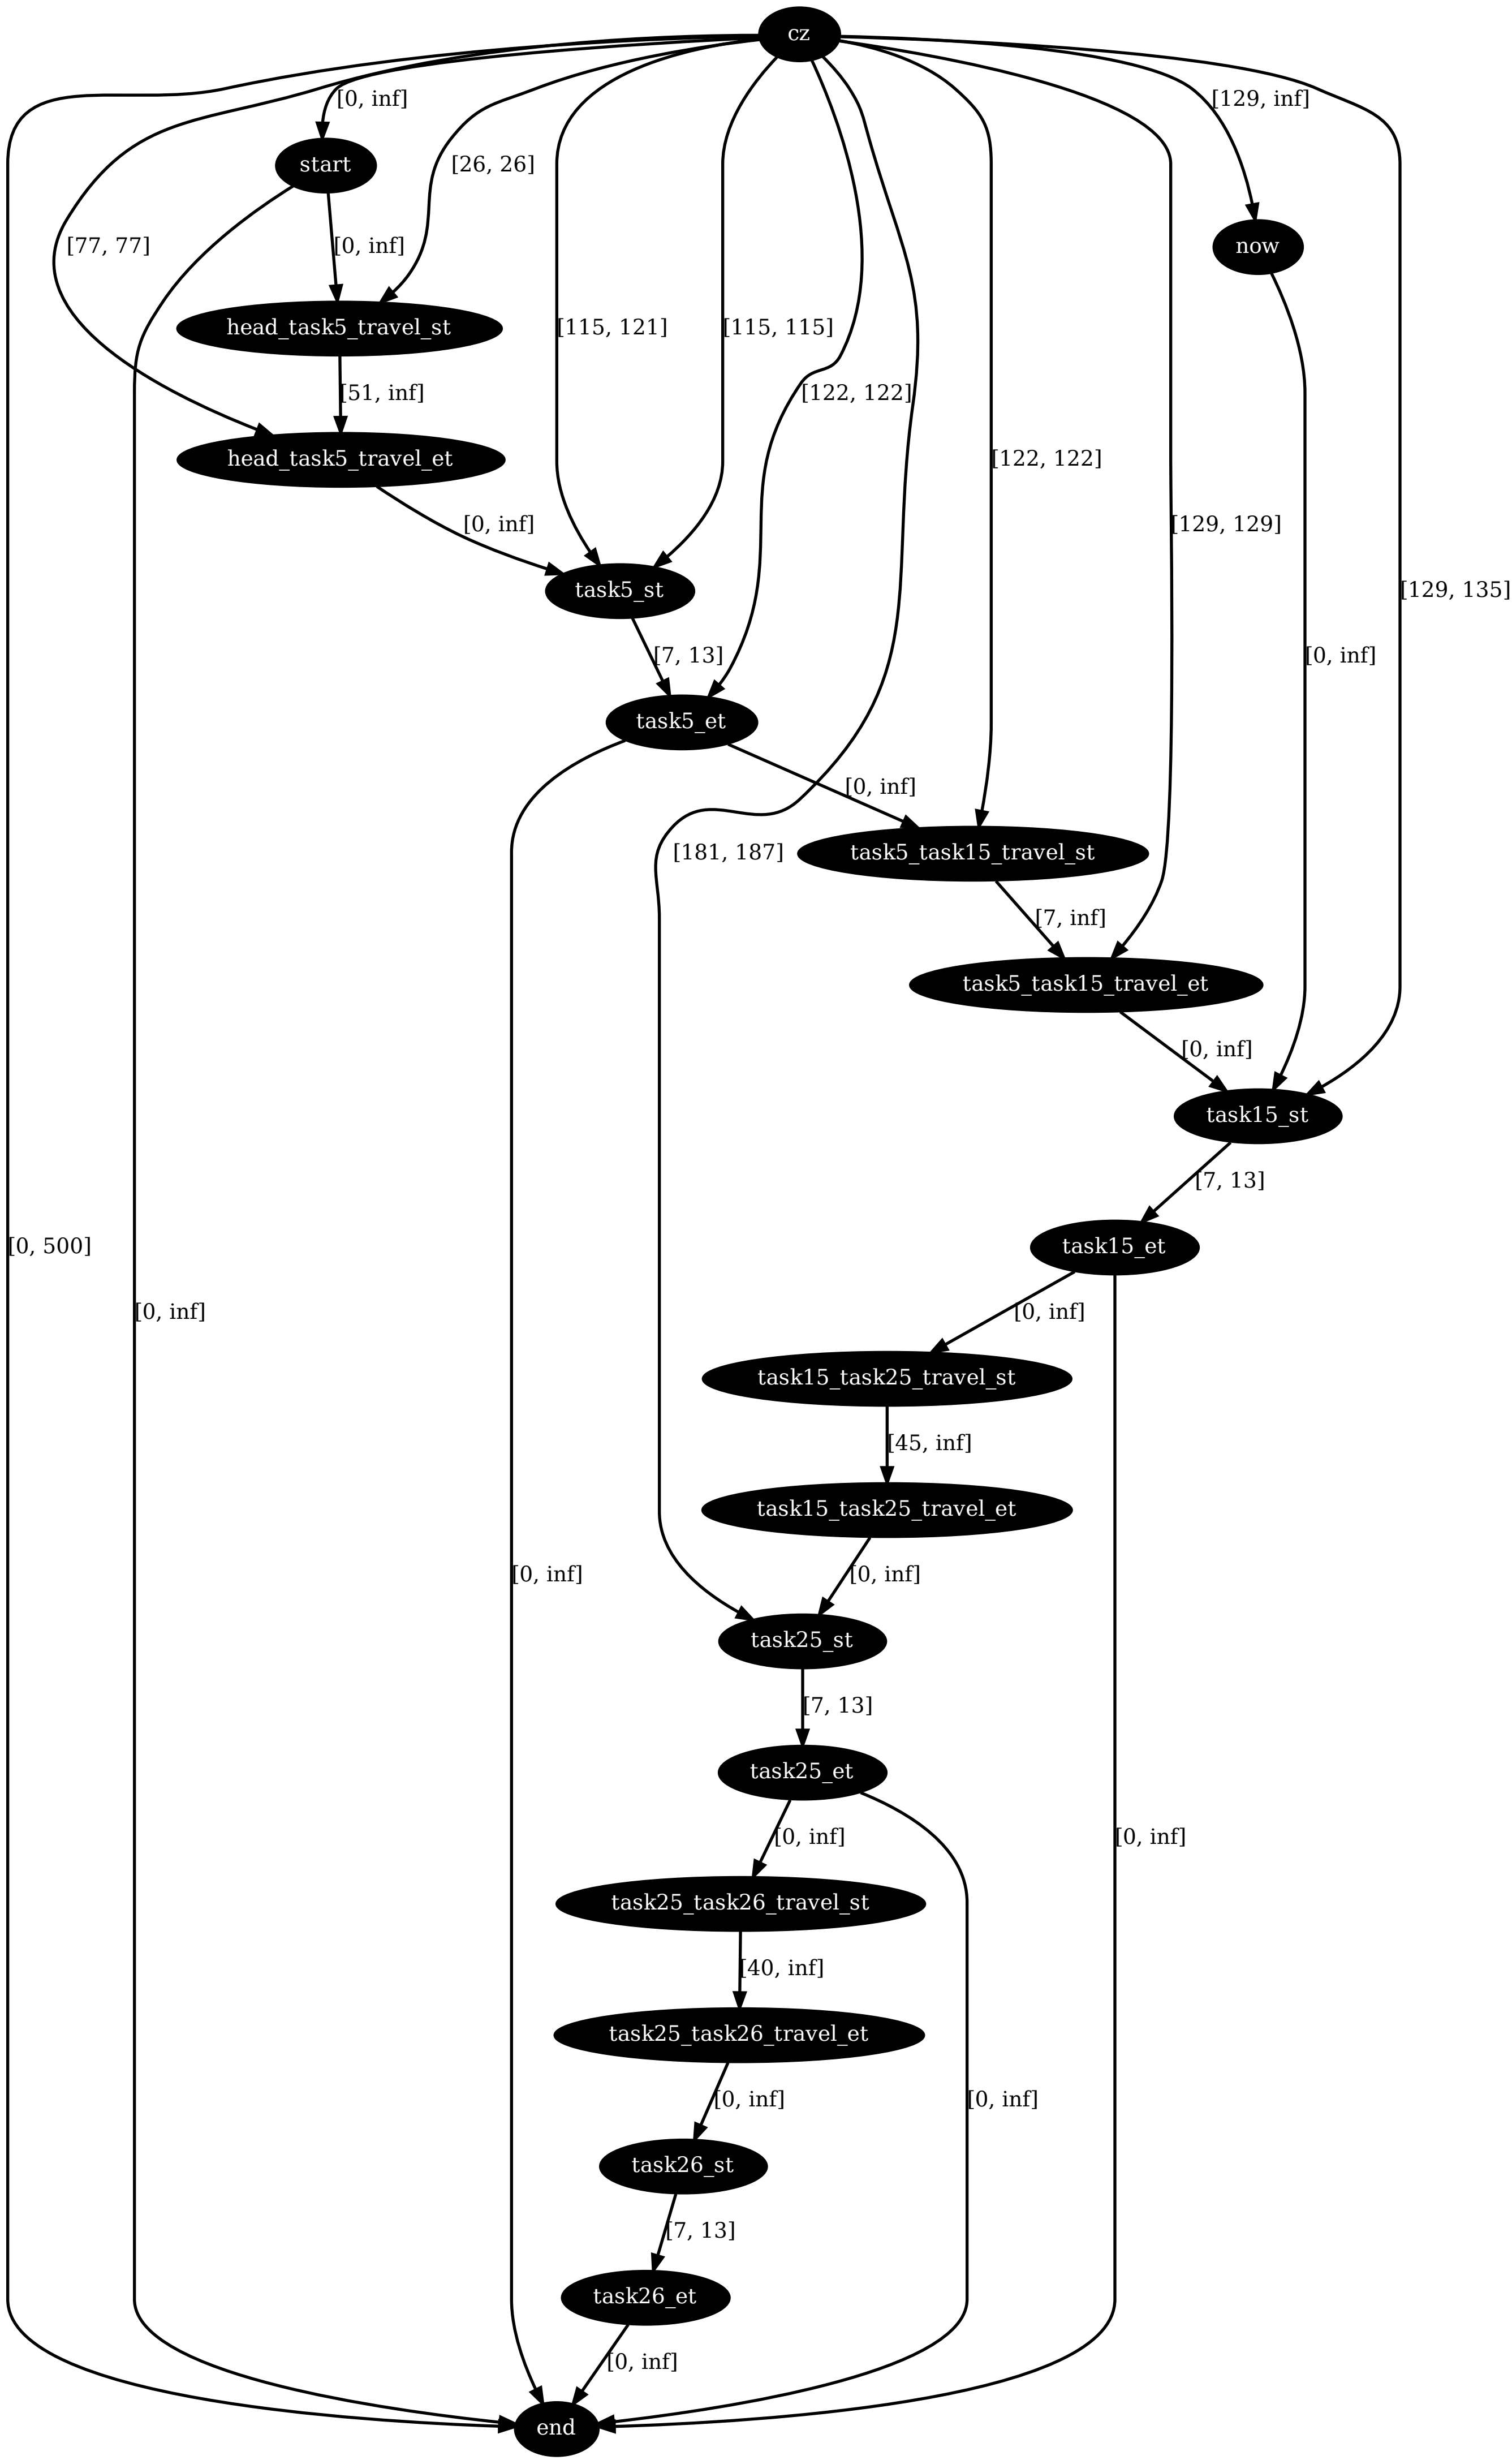 cz
[0, inf]
[129, inf]
start
[26, 26]
[77, 77]
[0, inf]
now
head_task5_travel_st
[115, 121]
[115, 115]
[51, inf]
[122, 122]
head_task5_travel_et
[122, 122]
[0, inf]
[129, 129]
task5_st
[129, 135]
[7, 13]
[0, inf]
task5_et
[0, inf]
[181, 187]
task5_task15_travel_st
[7, inf]
task5_task15_travel_et
[0, inf]
task15_st
[7, 13]
[0, 500]
task15_et
[0, inf]
[0, inf]
task15_task25_travel_st
[45, inf]
task15_task25_travel_et
[0, inf]
[0, inf]
task25_st
[7, 13]
task25_et
[0, inf]
[0, inf]
task25_task26_travel_st
[40, inf]
task25_task26_travel_et
[0, inf]
[0, inf]
task26_st
[7, 13]
task26_et
[0, inf]
end